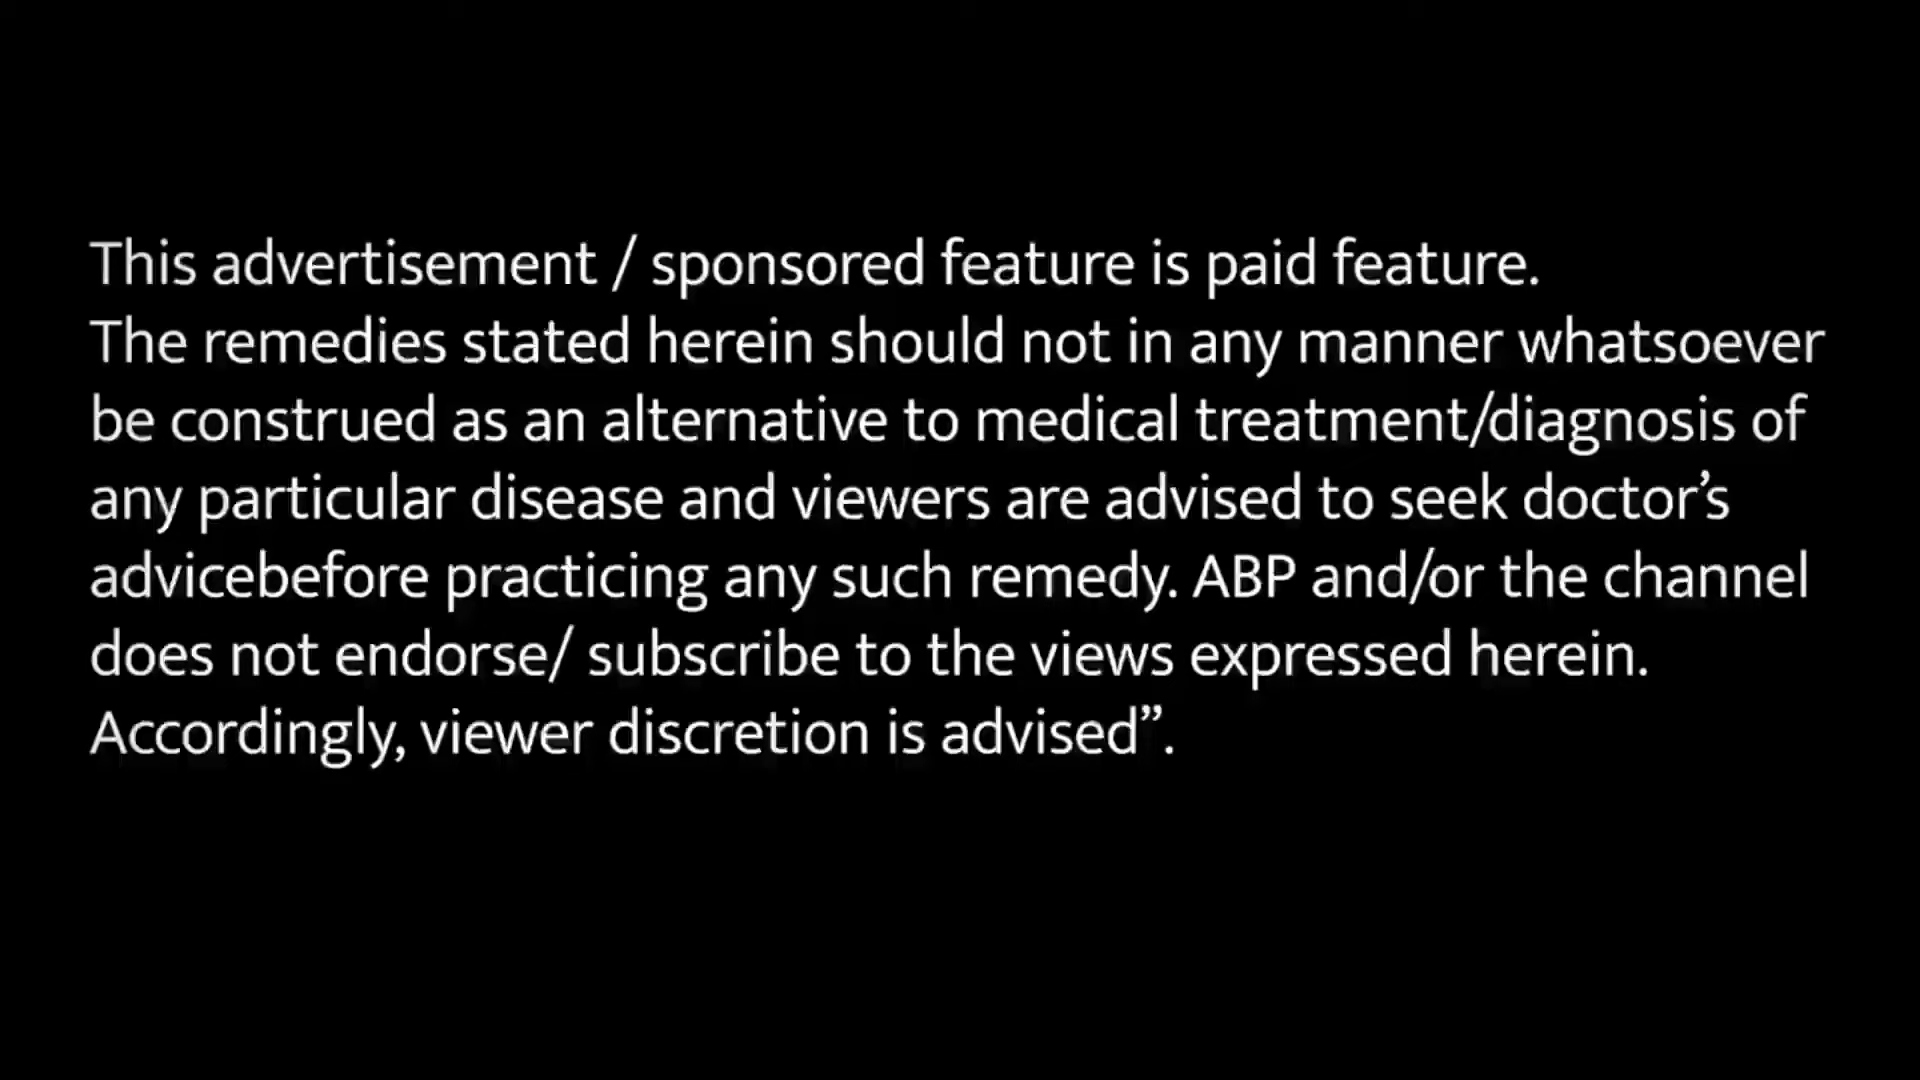 This advertisement / sponsored feature is paid feature.
The remedies stated herein should not in any manner whatsoever
be construed as an alternative to medical treatment/diagnosis of
any particular disease and viewers are advised to seek doctor’s
advicebefore practicing any such remedy. ABP and/or the channel
does not endorse/ subscribe to the views expressed herein.
Accordingly, viewer discretion is advised”.